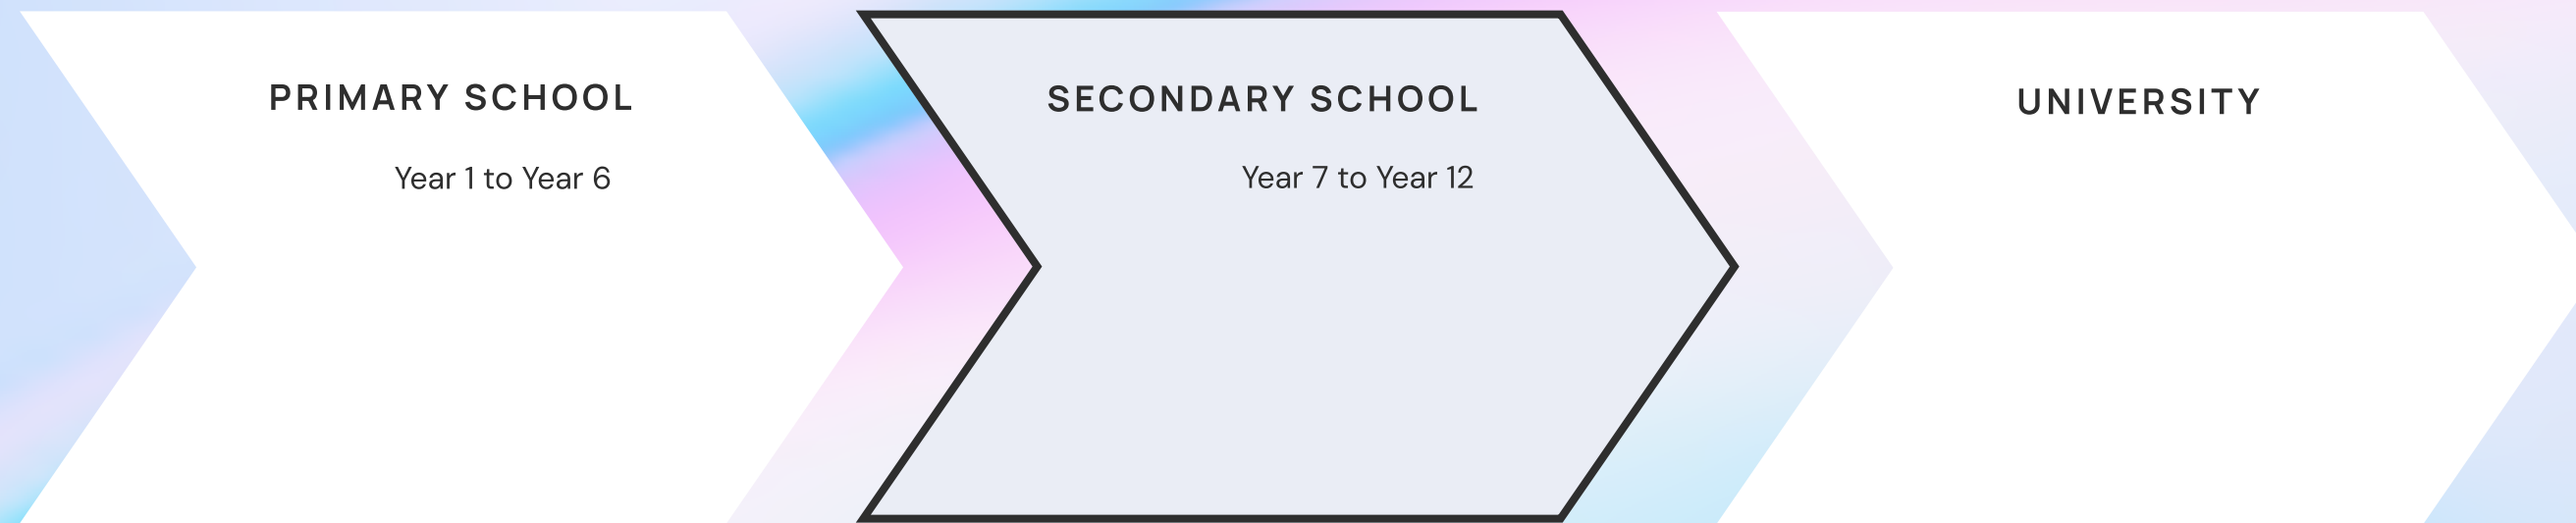 PRIMARY SCHOOL
Year 1 to Year 6
SECONDARY SCHOOL
Year 7 to Year 12
UNIVERSITY